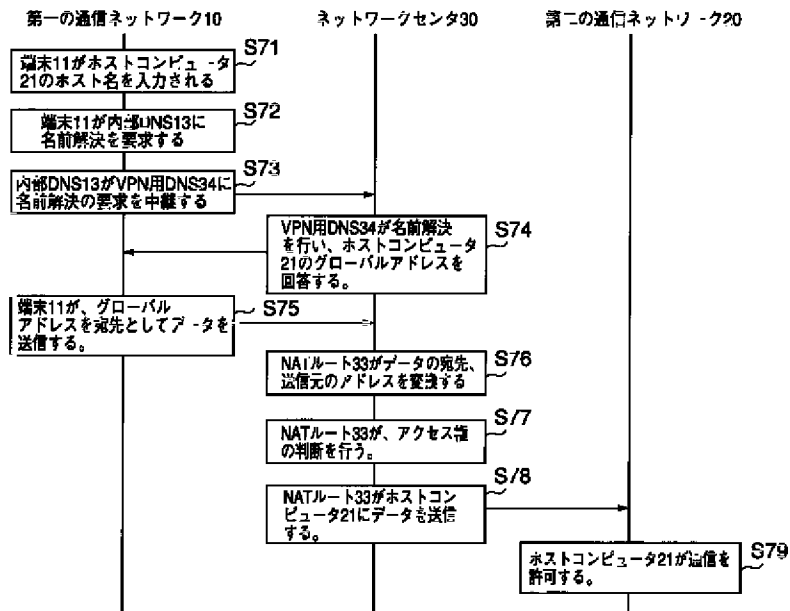 第一の通信ネットワーク10
ネットワークセンタ30
第二の通信ネットワーク20
S71
端末11がホストコンピュータ
21のホスト名を入力される
S72
端末11が内部DNS13に
名前解決を要求する
S73
内部DNS13がVPN用DNS34に
名前解決の要求を中継する
S74
VPN用DNS34が名前解決
を行い、ホストコンピュータ
21のグローバルアドレスを
回答する。
S75
端末11が、グローバル
アドレスを宛先としてデータを
送信する。
S76
NATルート33がデータの宛先、
送信元のアドレスを変換する
S77
NATルート33が、アクセス権
の判断を行う。
S78
NATルート33がホストコン
ピュータ21にデータを送信
する。
S79
ホストコンピュータ21が通信を
許可する。